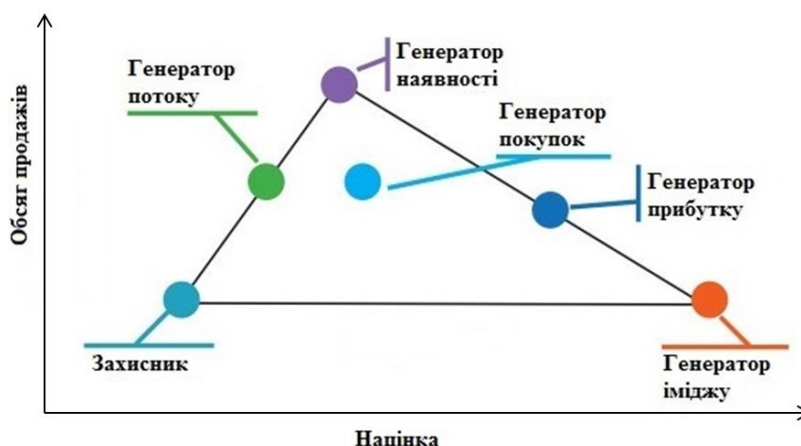 Генератор
наявності
Генератор
потоку
Генератор
покупок
Генератор
прибутку
Обсяг продажів
Захисник
Генератор
іміджу
Націнка